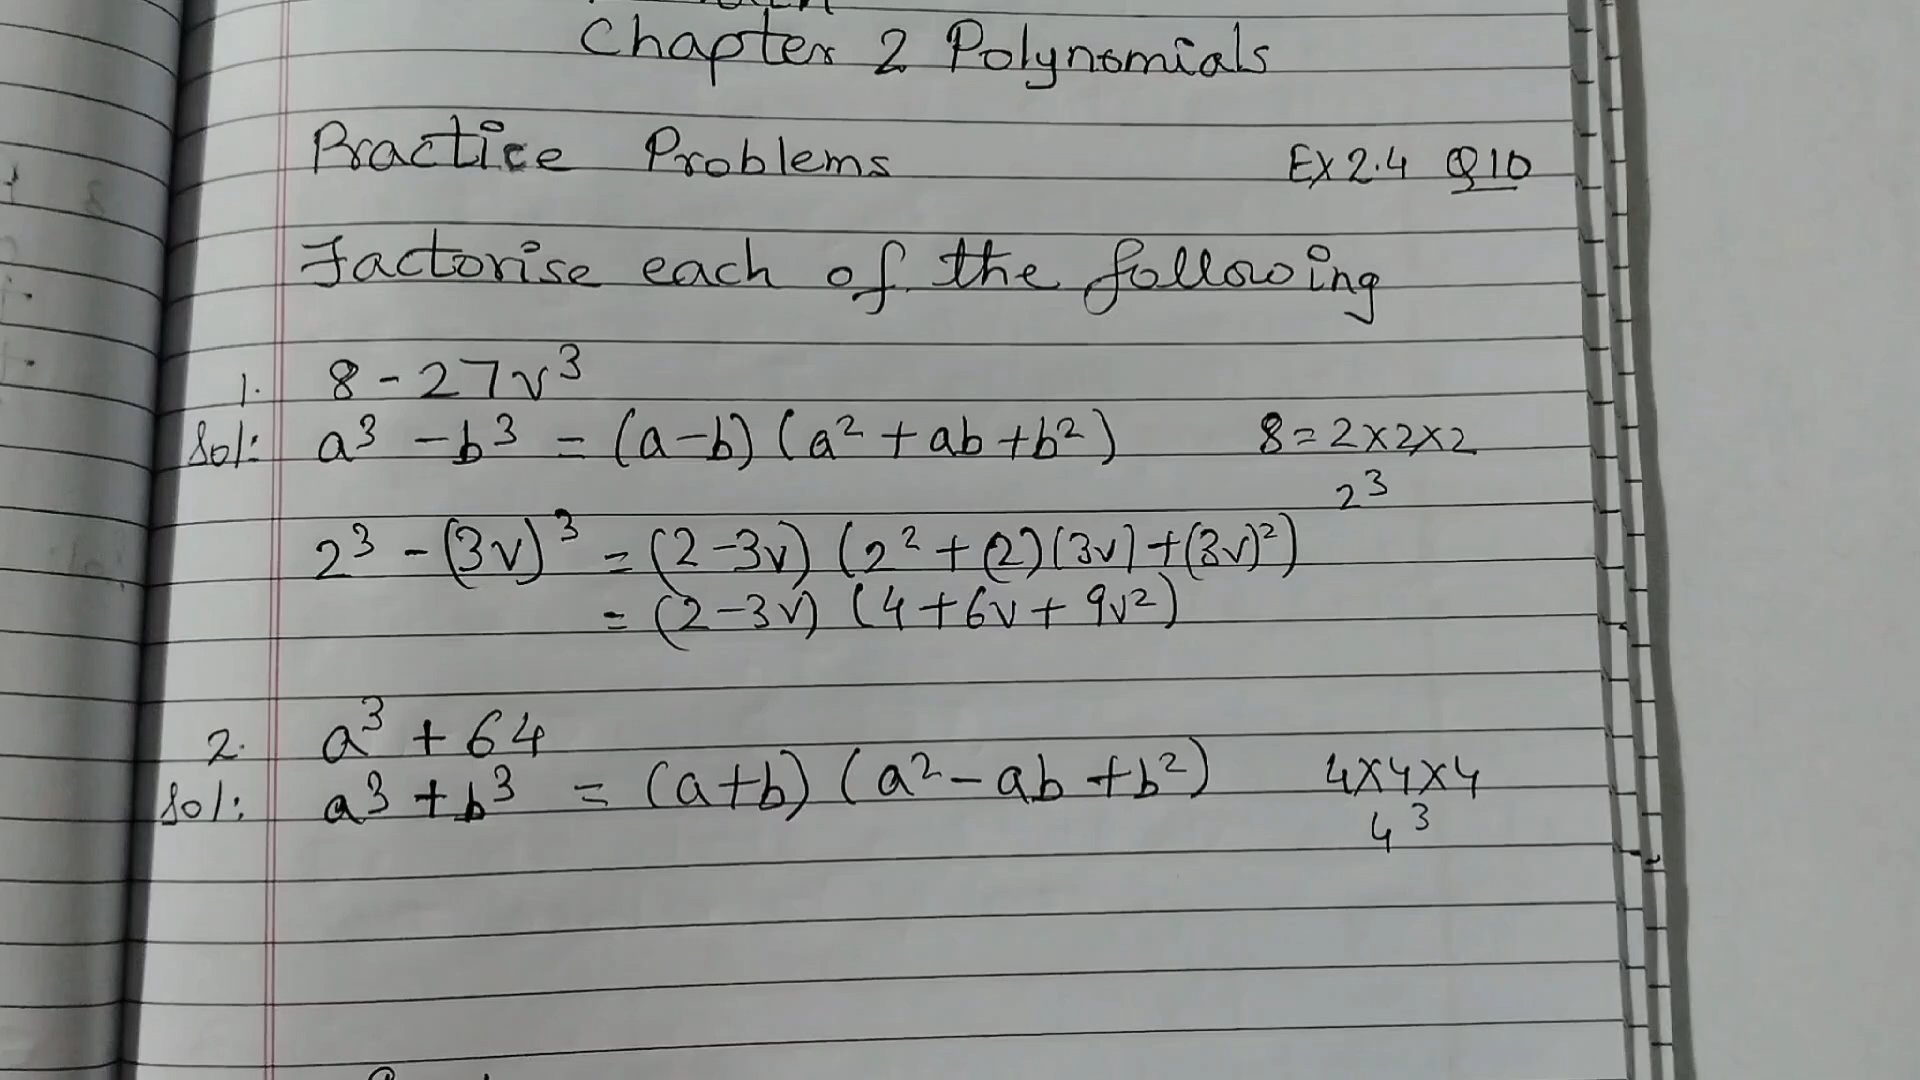 Chapter 2 Polynomials
Practice Problems Ex 2.4 Q10
Factorise each of the following
1. 8 - 27v³
Sol: a³ - b³ = (a-b) (a² + ab + b²) 8 = 2×2×2
2³
2³ - (3v)³ = (2-3v) (2² + (2)(3v) + (3v)²)
= (2-3v) (4+6v+9v²)
2. a³ + 64
Sol: a³ + b³ = (a+b) (a² - ab + b²) 4×4×4
4³